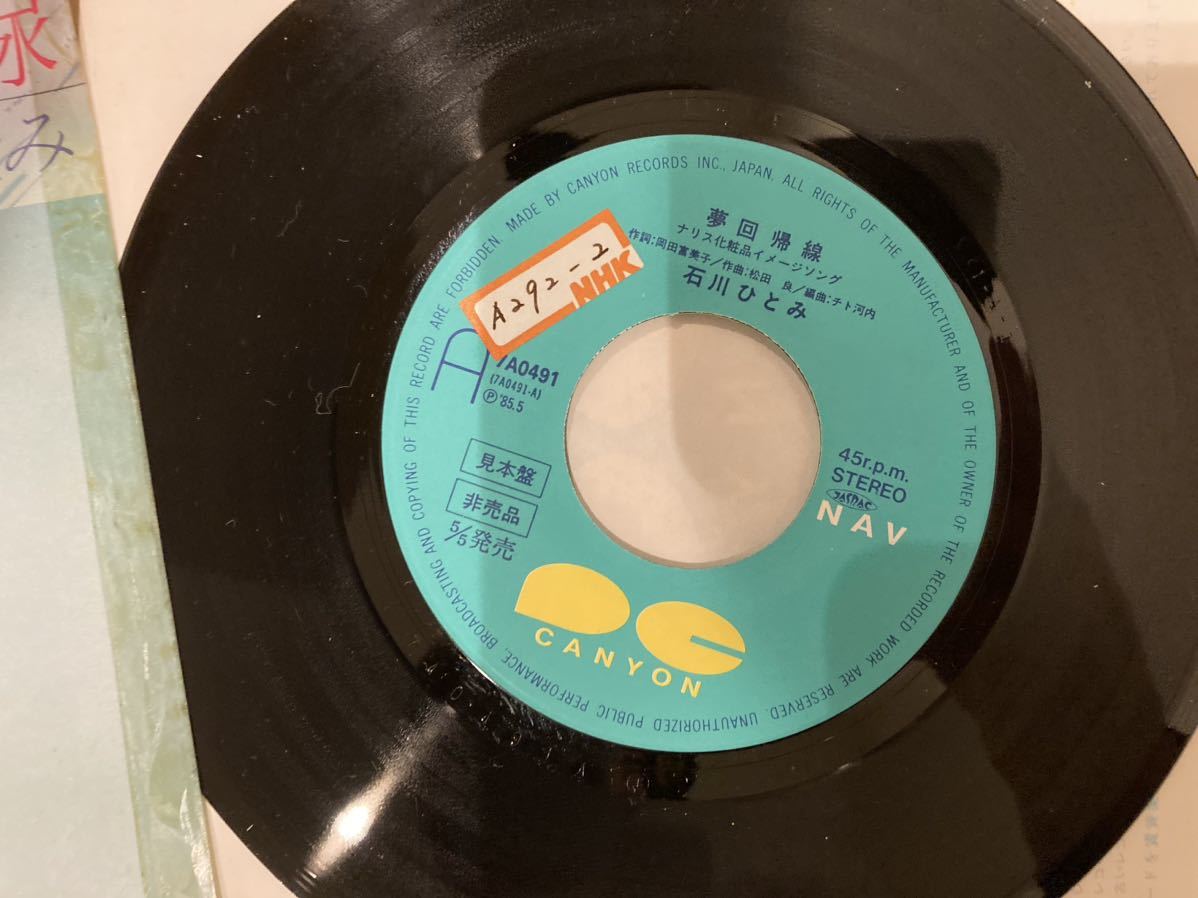 線
み
MADE BY CANYON RECORDS INC., JAPAN. ALL RIGHTS OF THE MANUFACTURER AND OF THE OWNER OF THE RECORDED WORK ARE RESERVED. UNAUTHORIZED PUBLIC PERFORMANCE, BROADCASTING AND COPYING OF THIS RECORD ARE FORBIDDEN.
夢回帰線
ナリス化粧品イメージソング
作詞:岡田冨美子/作曲:松田 良/編曲:チト河内
石川ひとみ
A292-2
NHK
A
7A0491
(7A0491-A)
Ⓟ'85.5
見本盤
非売品
5/5発売
45r.p.m.
STEREO
JASRAC
NAV
CANYON